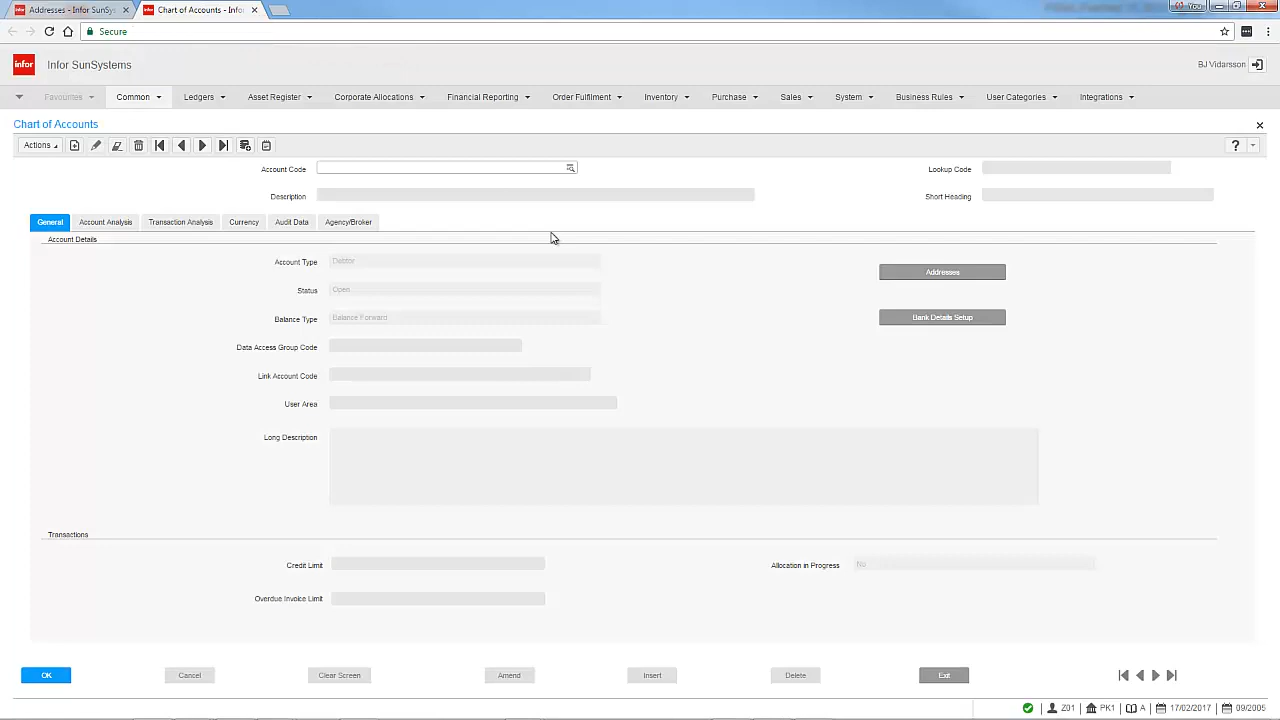 Addresses - Infor SunSys
Chart of Accounts - Info
You
Secure
infor
Infor SunSystems
BJ Vidarsson
Favourites
Common
Ledgers
Asset Register
Corporate Allocations
Financial Reporting
Order Fulfilment
Inventory
Purchase
Sales
System
Business Rules
User Categories
Integrations
Chart of Accounts
Actions
?
Account Code
Lookup Code
Description
Short Heading
General
Account Analysis
Transaction Analysis
Currency
Audit Data
Agency/Broker
Account Details
Account Type
Debtor
Addresses
Status
Open
Balance Type
Balance Forward
Bank Details Setup
Data Access Group Code
Link Account Code
User Area
Long Description
Transactions
Credit Limit
Allocation in Progress
No
Overdue Invoice Limit
OK
Cancel
Clear Screen
Amend
Insert
Delete
Exit
Z01
PK1
A
17/02/2017
09/2005